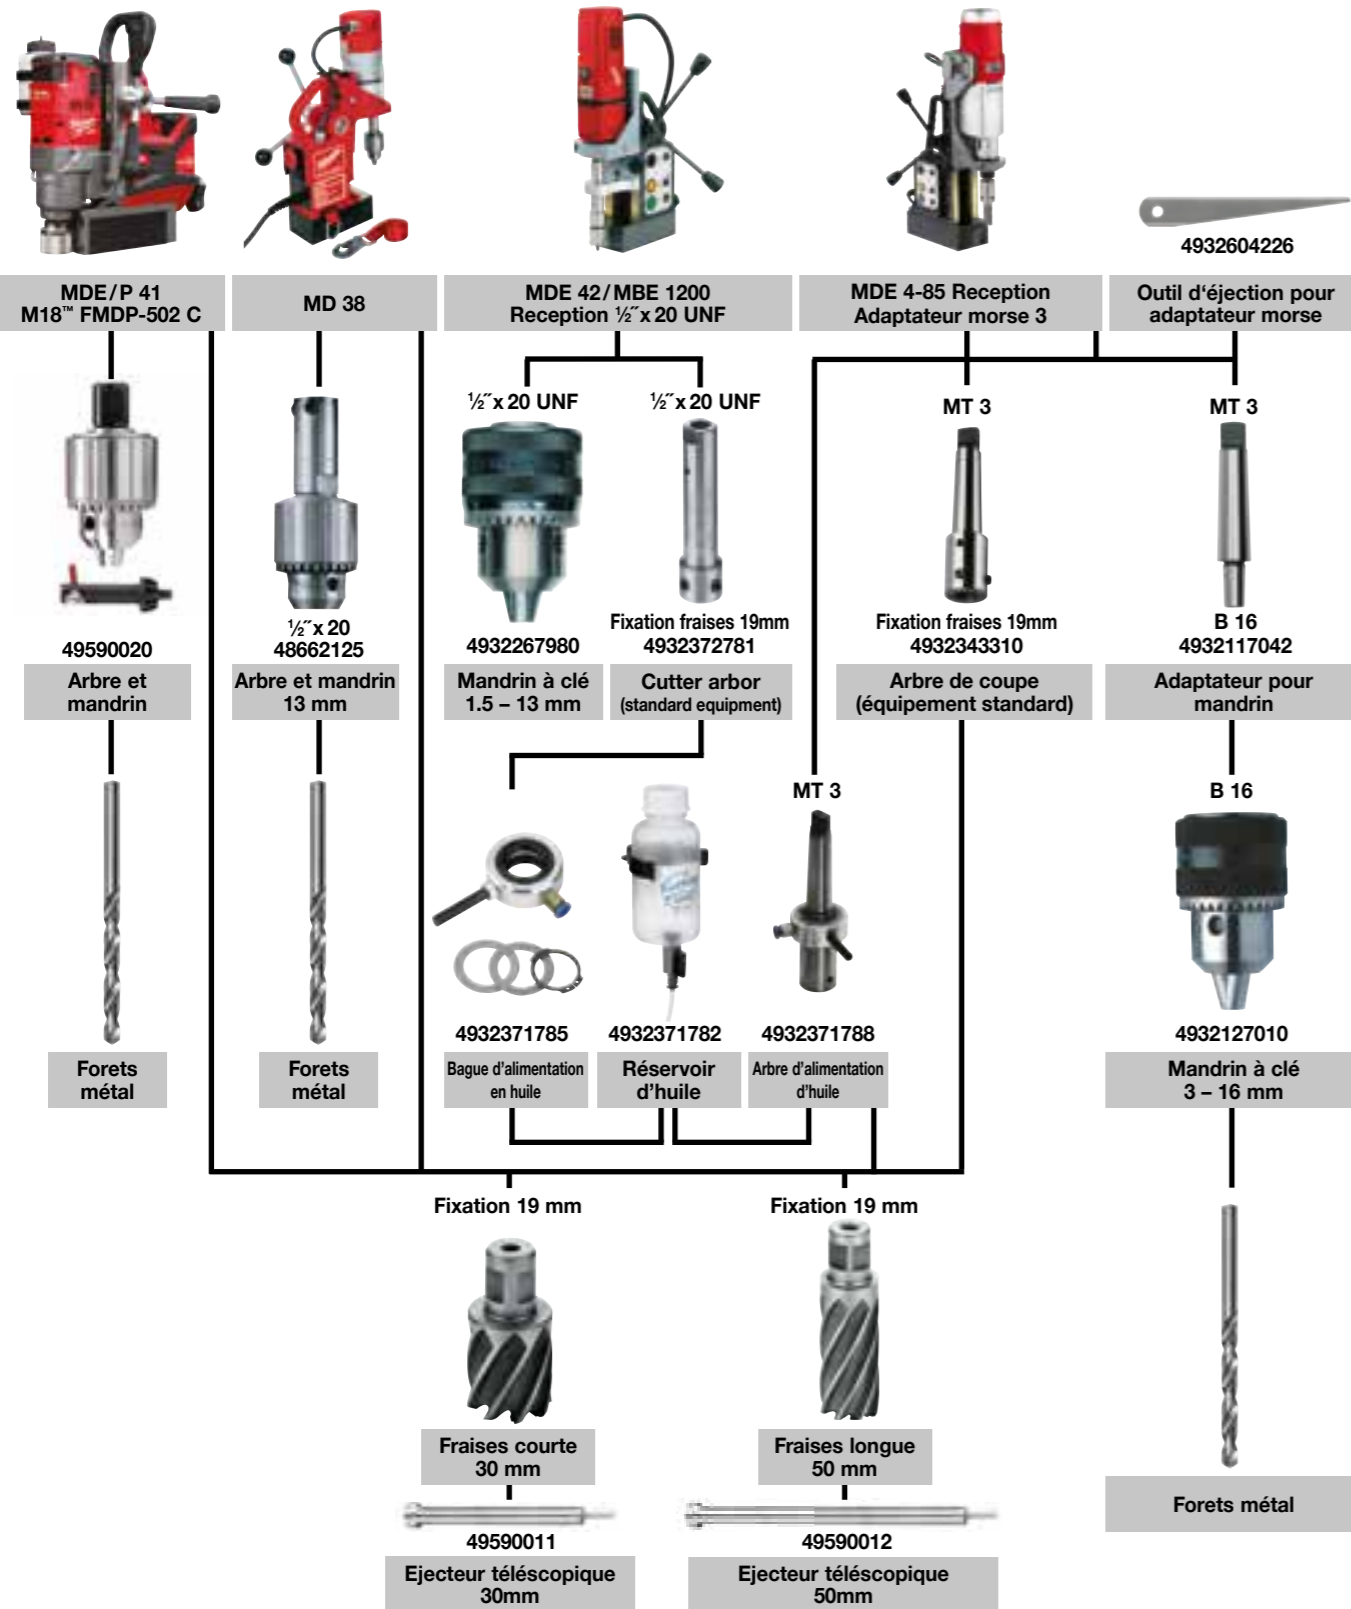 4932604226
MDE/P 41
M18™ FMDP-502 C
MD 38
MDE 42/MBE 1200
Reception ½˝x 20 UNF
MDE 4-85 Reception
Adaptateur morse 3
Outil d‘éjection pour
adaptateur morse
½˝x 20 UNF
½˝x 20 UNF
MT 3
MT 3
49590020
Arbre et
mandrin
½˝x 20
48662125
Arbre et mandrin
13 mm
4932267980
Mandrin à clé
1.5 – 13 mm
Fixation fraises 19mm
4932372781
Cutter arbor
(standard equipment)
Fixation fraises 19mm
4932343310
Arbre de coupe
(équipement standard)
B 16
4932117042
Adaptateur pour
mandrin
MT 3
B 16
Forets
métal
Forets
métal
4932371785
Bague d’alimentation
en huile
4932371782
Réservoir
d’huile
4932371788
Arbre d’alimentation
d’huile
4932127010
Mandrin à clé
3 – 16 mm
Fixation 19 mm
Fixation 19 mm
Fraises courte
30 mm
Fraises longue
50 mm
Forets métal
49590011
Ejecteur téléscopique
30mm
49590012
Ejecteur téléscopique
50mm